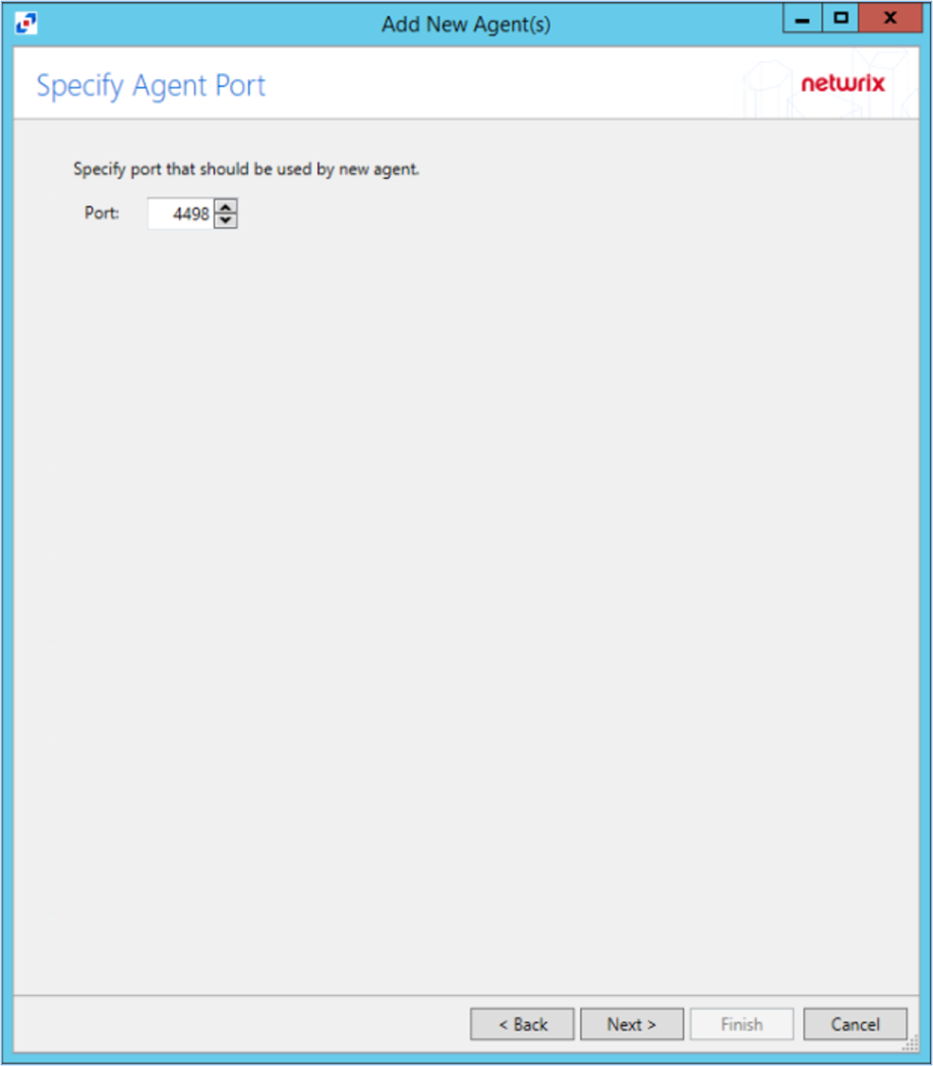 Add New Agent(s)
Specify Agent Port
netwrix
Specify port that should be used by new agent.
Port: 4498
< Back Next > Finish Cancel